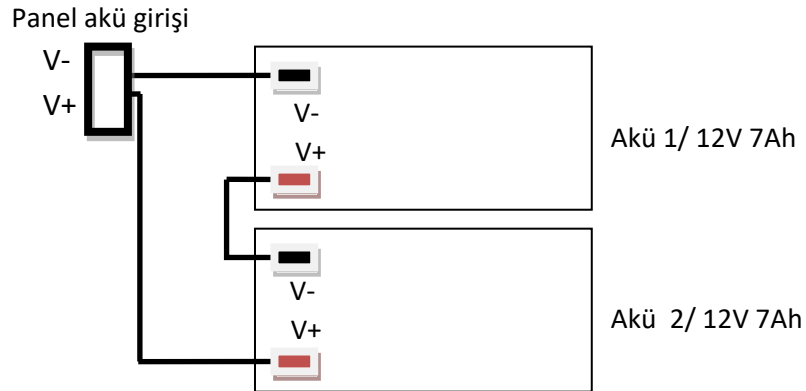 Panel akü girişi
V-
V+
V-
V+
Akü 1/ 12V 7Ah
V-
V+
Akü 2/ 12V 7Ah